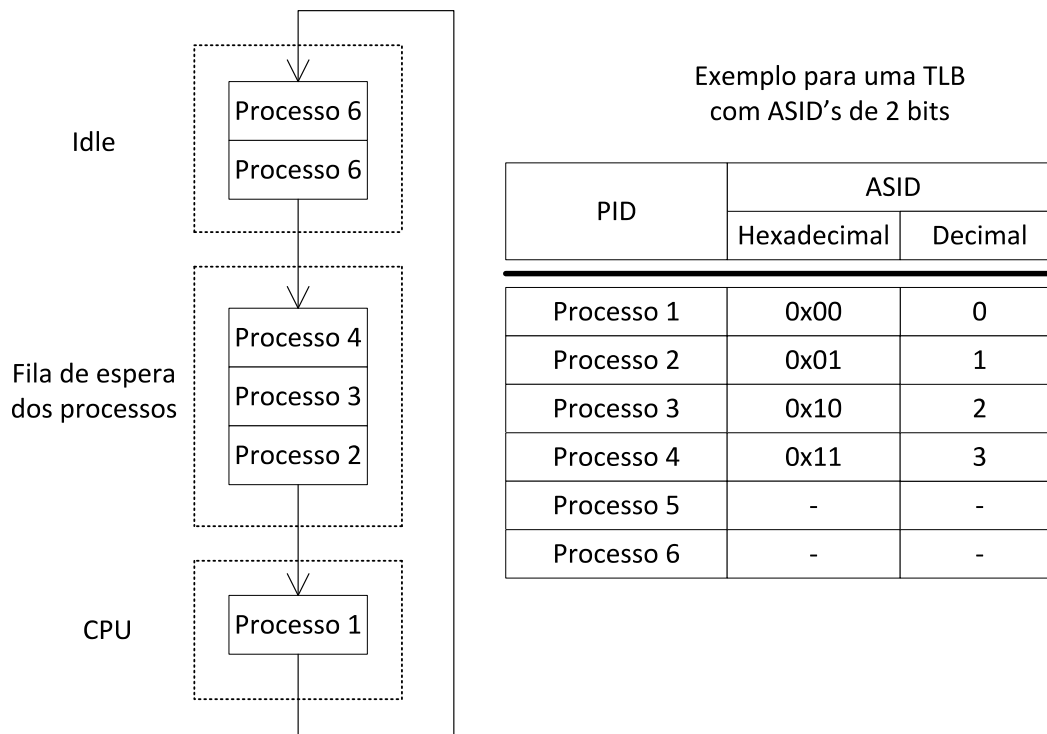 Idle
Processo 6
Processo 6
Fila de espera
dos processos
Processo 4
Processo 3
Processo 2
CPU
Processo 1
Exemplo para uma TLB
com ASID's de 2 bits
PID
ASID
Hexadecimal
Decimal
Processo 1 0x00 0
Processo 2 0x01 1
Processo 3 0x10 2
Processo 4 0x11 3
Processo 5 - -
Processo 6 - -